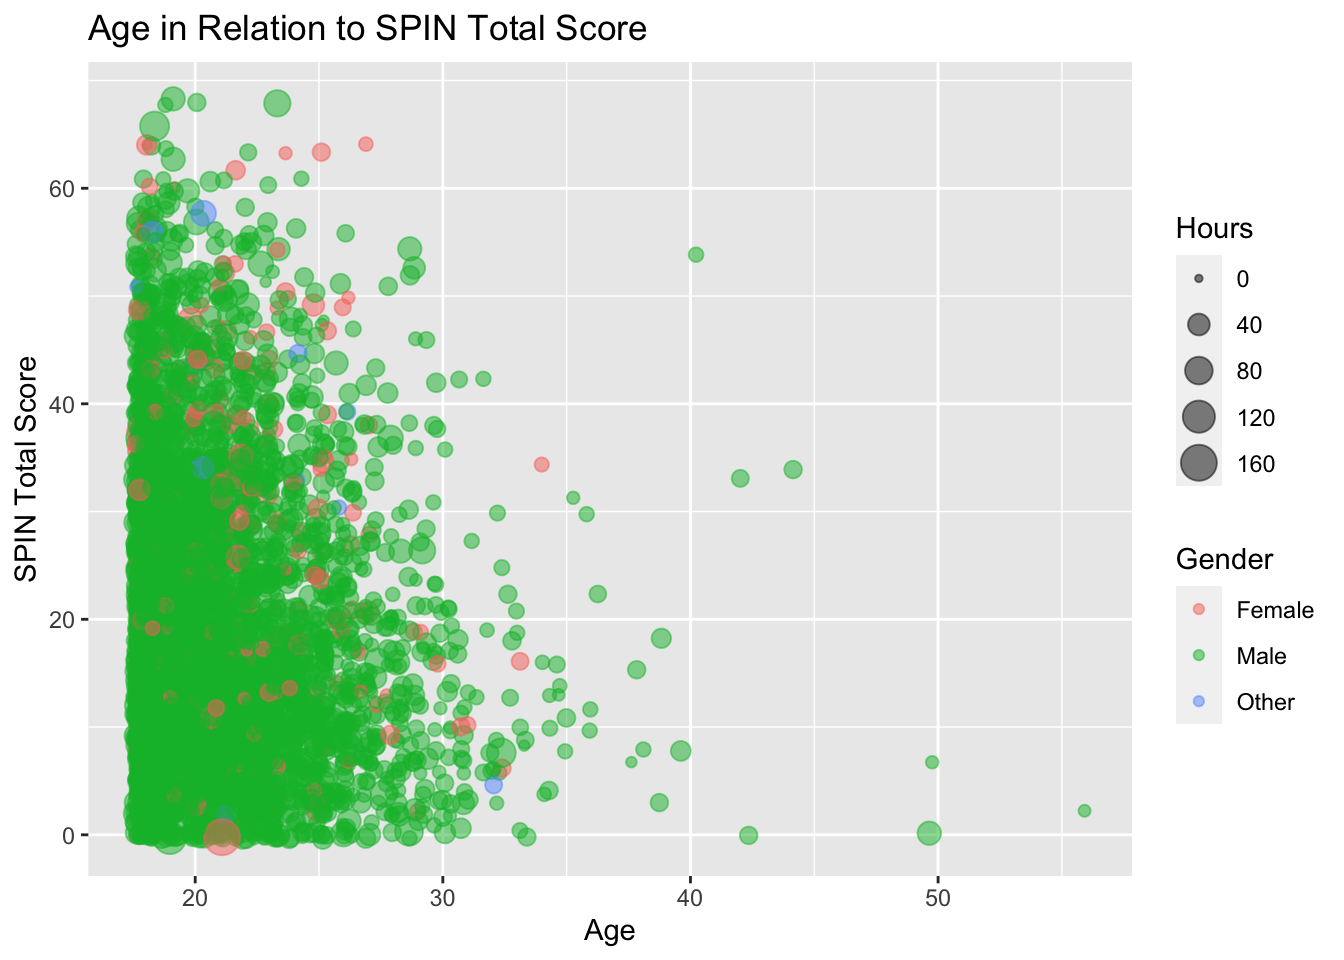 Age in Relation to SPIN Total Score
SPIN Total Score
60
40
20
0
20
30
40
50
Age
Hours
0
40
80
120
160
Gender
Female
Male
Other